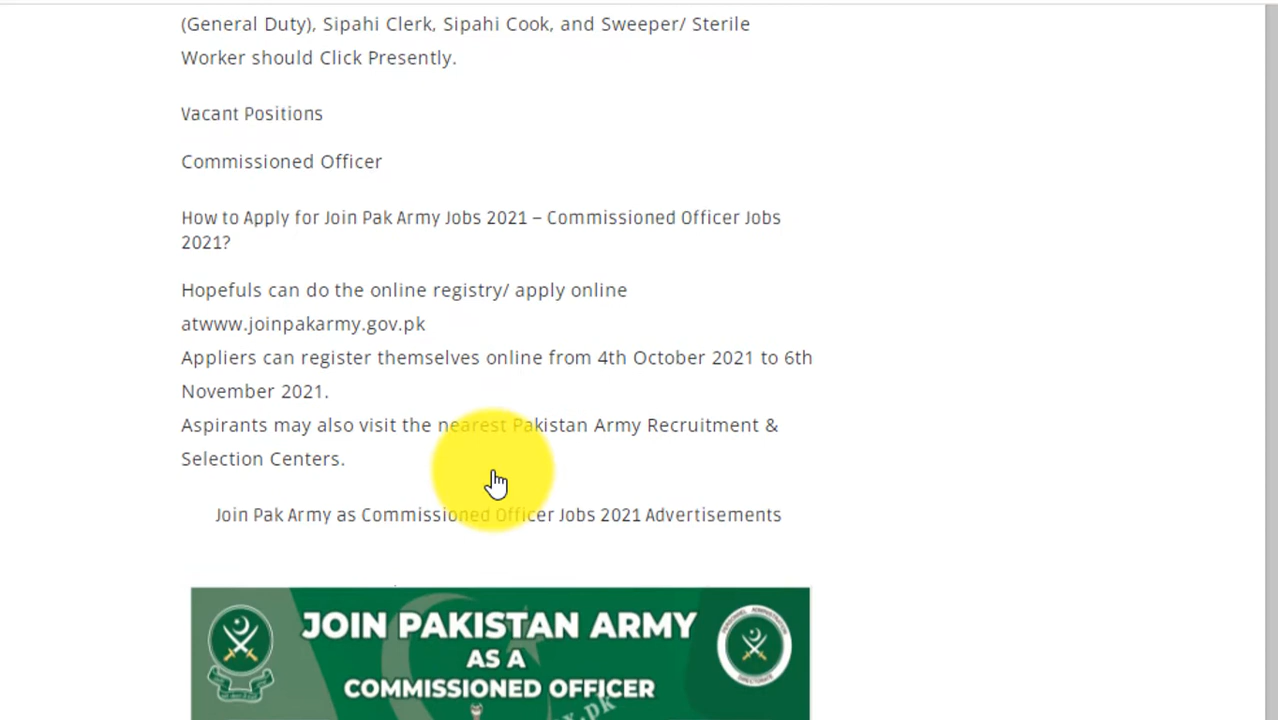 (General Duty), Sipahi Clerk, Sipahi Cook, and Sweeper/ Sterile
Worker should Click Presently.
Vacant Positions
Commissioned Officer
How to Apply for Join Pak Army Jobs 2021 – Commissioned Officer Jobs
2021?
Hopefuls can do the online registry/ apply online
atwww.joinpakarmy.gov.pk
Appliers can register themselves online from 4th October 2021 to 6th
November 2021.
Aspirants may also visit the nearest Pakistan Army Recruitment &
Selection Centers.
Join Pak Army as Commissioned Officer Jobs 2021 Advertisements
JOIN PAKISTAN ARMY
AS A
COMMISSIONED OFFICER
PERSONNEL ADMINISTRATION
DIRECTORATE